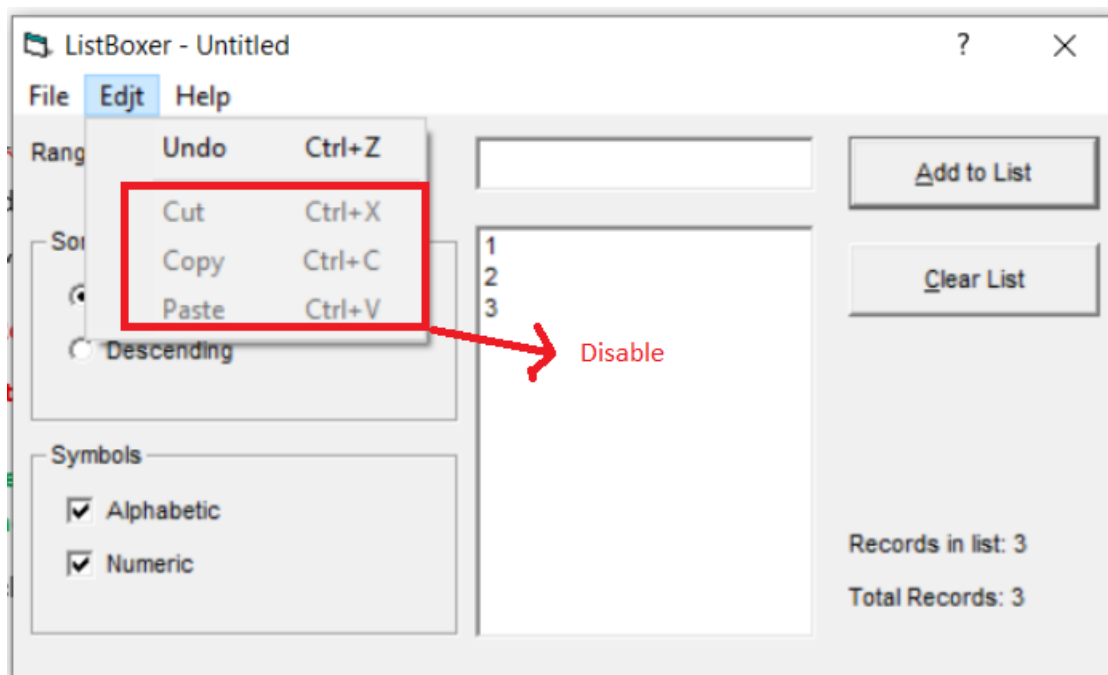 ListBoxer - Untitled ?
File Edjt Help
Undo Ctrl+Z
Cut Ctrl+X
Copy Ctrl+C
Paste Ctrl+V
Rang
Sor
Descending
Symbols
Alphabetic
Numeric
1
2
3
Disable
Add to List
Clear List
Records in list: 3
Total Records: 3